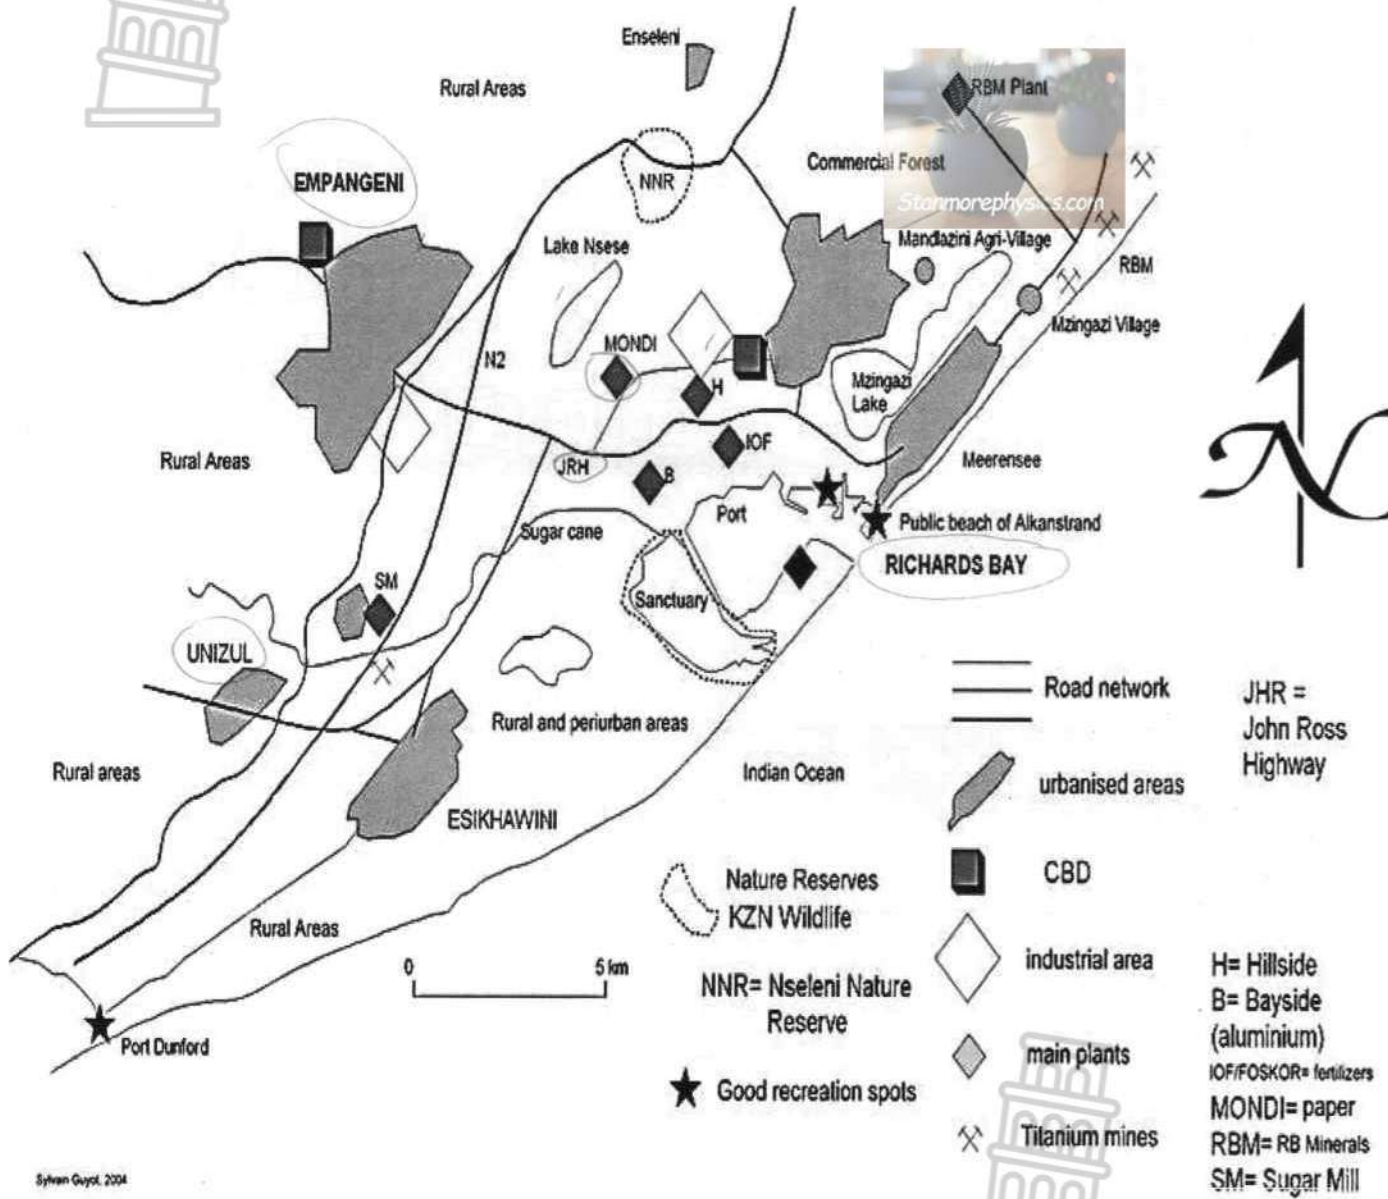 Enseleni
Rural Areas
RBM Plant
Commercial Forest
EMPANGENI
NNR
Stanmorephysics.com
Lake Nsese
Mandlazini Agri-Village
RBM
MONDI
N2
Mzingazi Village
H
Mzingazi
Lake
IOF
Rural Areas
JRH
Meerensee
B
Port
Public beach of Alkanstrand
Sugar cane
RICHARDS BAY
SM
Sanctuary
UNIZUL
Rural and periurban areas
Rural areas
Indian Ocean
ESIKHAWINI
Rural Areas
Port Dunford
0 5 km
Road network
JHR =
John Ross
Highway
urbanised areas
CBD
Nature Reserves
KZN Wildlife
industrial area
NNR= Nseleni Nature
Reserve
main plants
Good recreation spots
Titanium mines
H= Hillside
B= Bayside
(aluminium)
IOF/FOSKOR= fertilizers
MONDI= paper
RBM= RB Minerals
SM= Sugar Mill
N
Sylvain Guyot, 2004